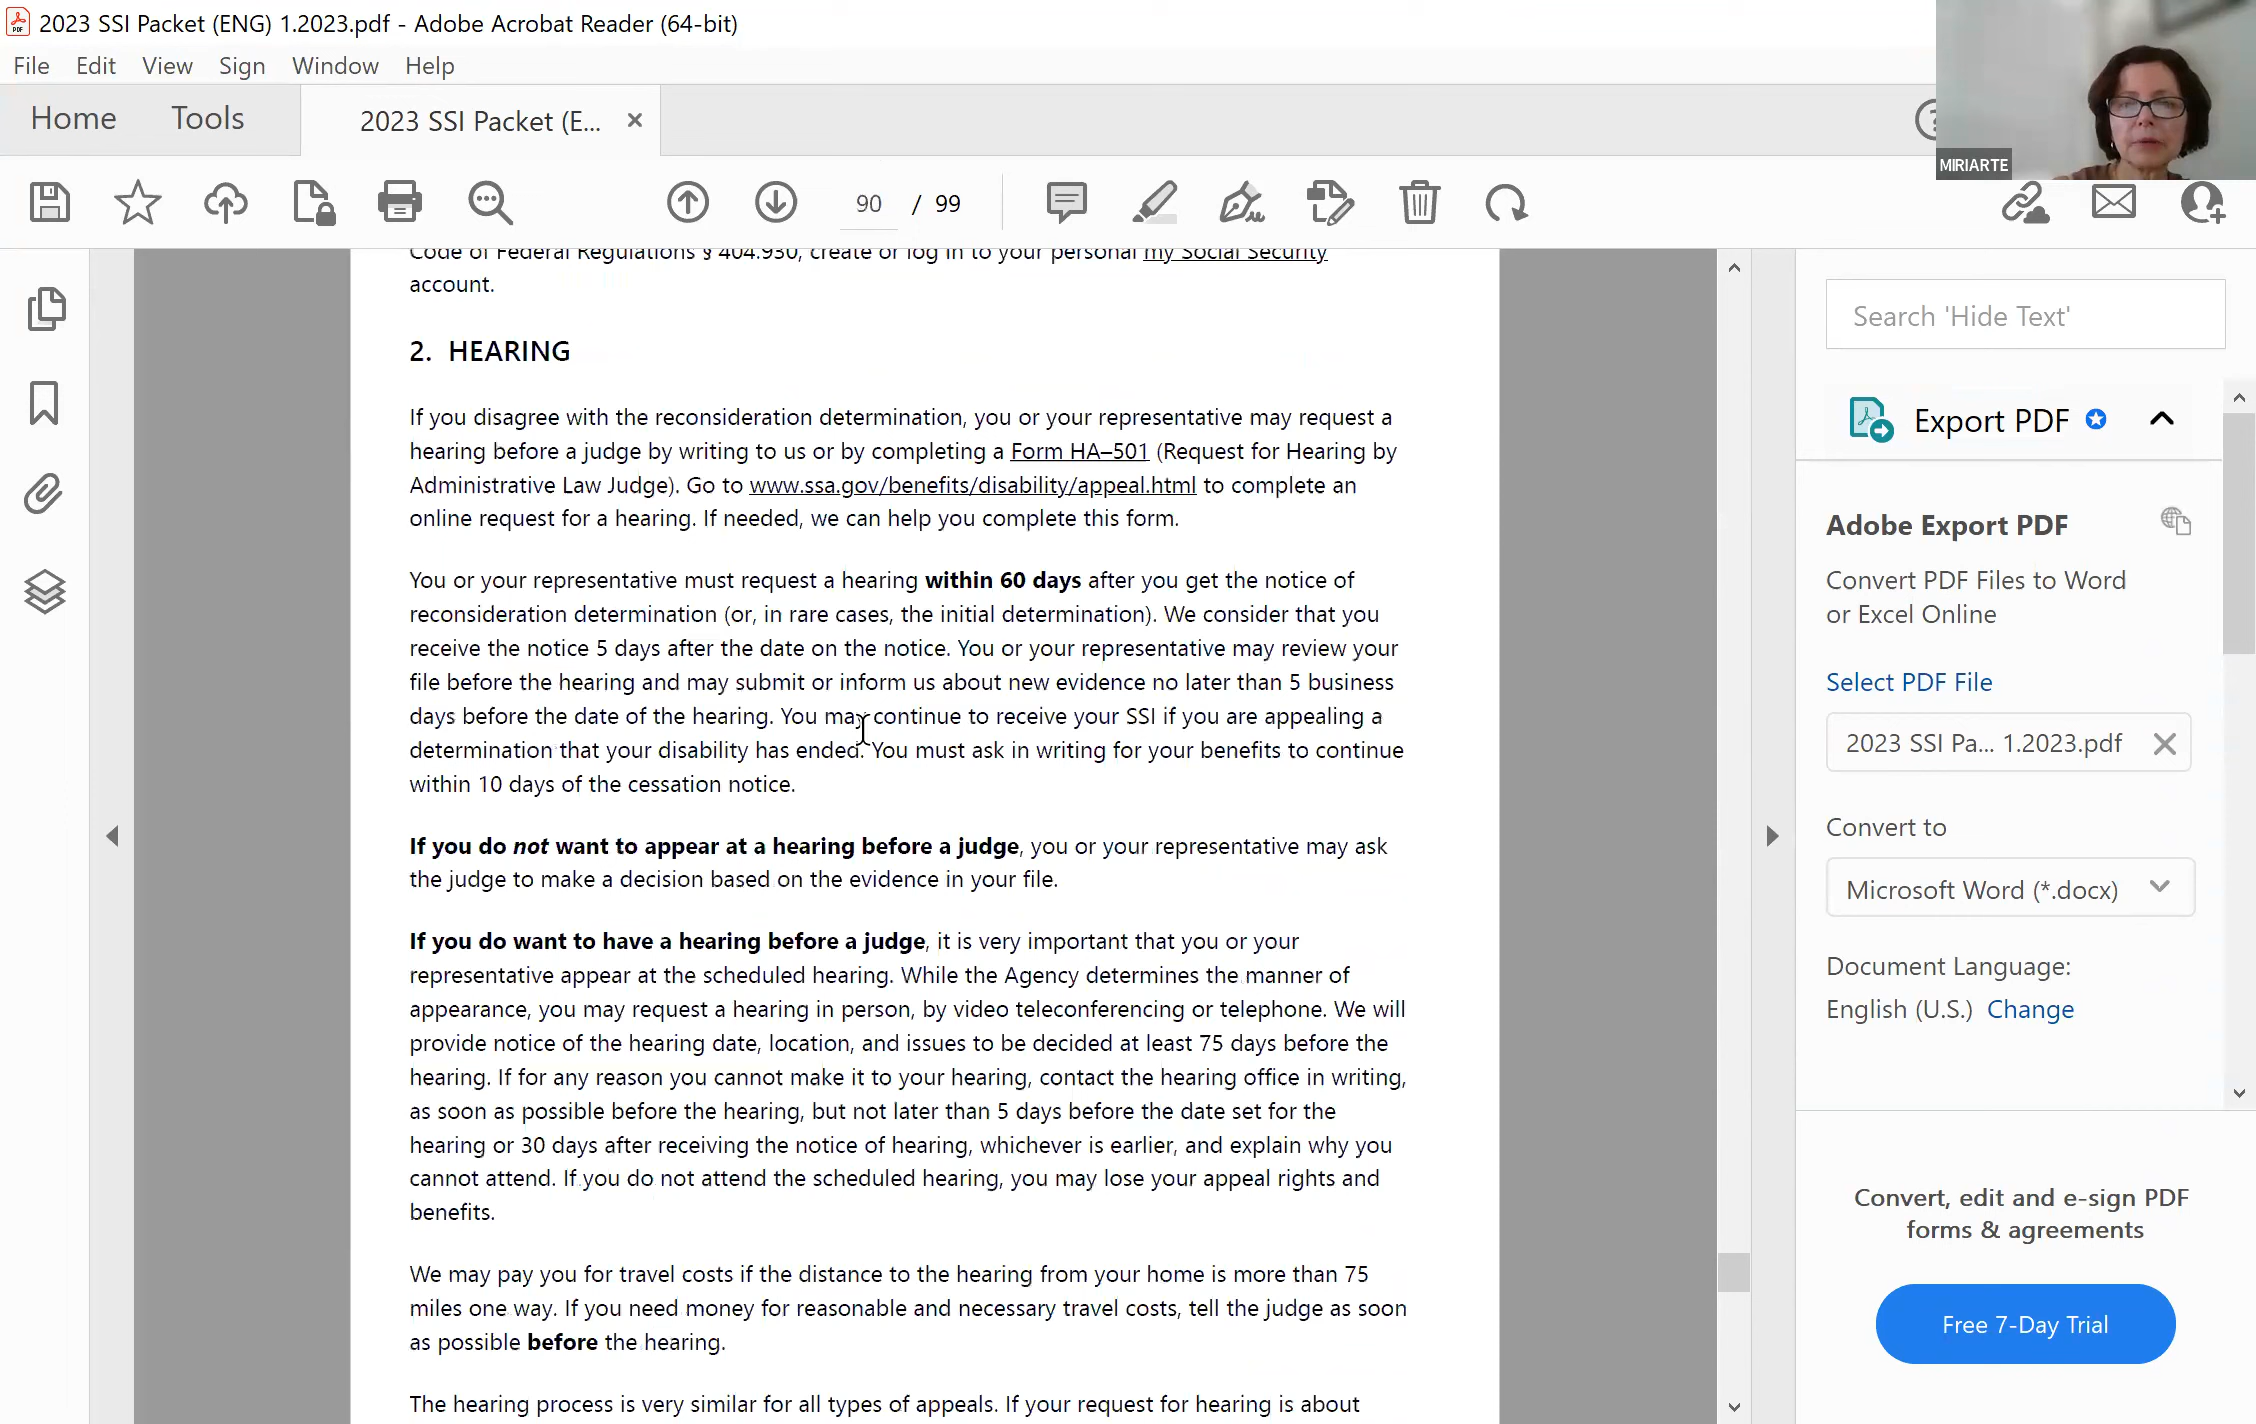 2023 SSI Packet (ENG) 1.2023.pdf - Adobe Acrobat Reader (64-bit)
File Edit View Sign Window Help
Home Tools 2023 SSI Packet (E... ×
MIRIARTE
90 / 99
Code of Federal Regulations § 404.930, create or log in to your personal my Social Security
account.
2. HEARING
If you disagree with the reconsideration determination, you or your representative may request a
hearing before a judge by writing to us or by completing a Form HA–501 (Request for Hearing by
Administrative Law Judge). Go to www.ssa.gov/benefits/disability/appeal.html to complete an
online request for a hearing. If needed, we can help you complete this form.
You or your representative must request a hearing within 60 days after you get the notice of
reconsideration determination (or, in rare cases, the initial determination). We consider that you
receive the notice 5 days after the date on the notice. You or your representative may review your
file before the hearing and may submit or inform us about new evidence no later than 5 business
days before the date of the hearing. You may continue to receive your SSI if you are appealing a
determination that your disability has ended. You must ask in writing for your benefits to continue
within 10 days of the cessation notice.
If you do not want to appear at a hearing before a judge, you or your representative may ask
the judge to make a decision based on the evidence in your file.
If you do want to have a hearing before a judge, it is very important that you or your
representative appear at the scheduled hearing. While the Agency determines the manner of
appearance, you may request a hearing in person, by video teleconferencing or telephone. We will
provide notice of the hearing date, location, and issues to be decided at least 75 days before the
hearing. If for any reason you cannot make it to your hearing, contact the hearing office in writing,
as soon as possible before the hearing, but not later than 5 days before the date set for the
hearing or 30 days after receiving the notice of hearing, whichever is earlier, and explain why you
cannot attend. If you do not attend the scheduled hearing, you may lose your appeal rights and
benefits.
We may pay you for travel costs if the distance to the hearing from your home is more than 75
miles one way. If you need money for reasonable and necessary travel costs, tell the judge as soon
as possible before the hearing.
The hearing process is very similar for all types of appeals. If your request for hearing is about
Search 'Hide Text'
Export PDF
Adobe Export PDF
Convert PDF Files to Word
or Excel Online
Select PDF File
2023 SSI Pa... 1.2023.pdf
Convert to
Microsoft Word (*.docx)
Document Language:
English (U.S.) Change
Convert, edit and e-sign PDF
forms & agreements
Free 7-Day Trial